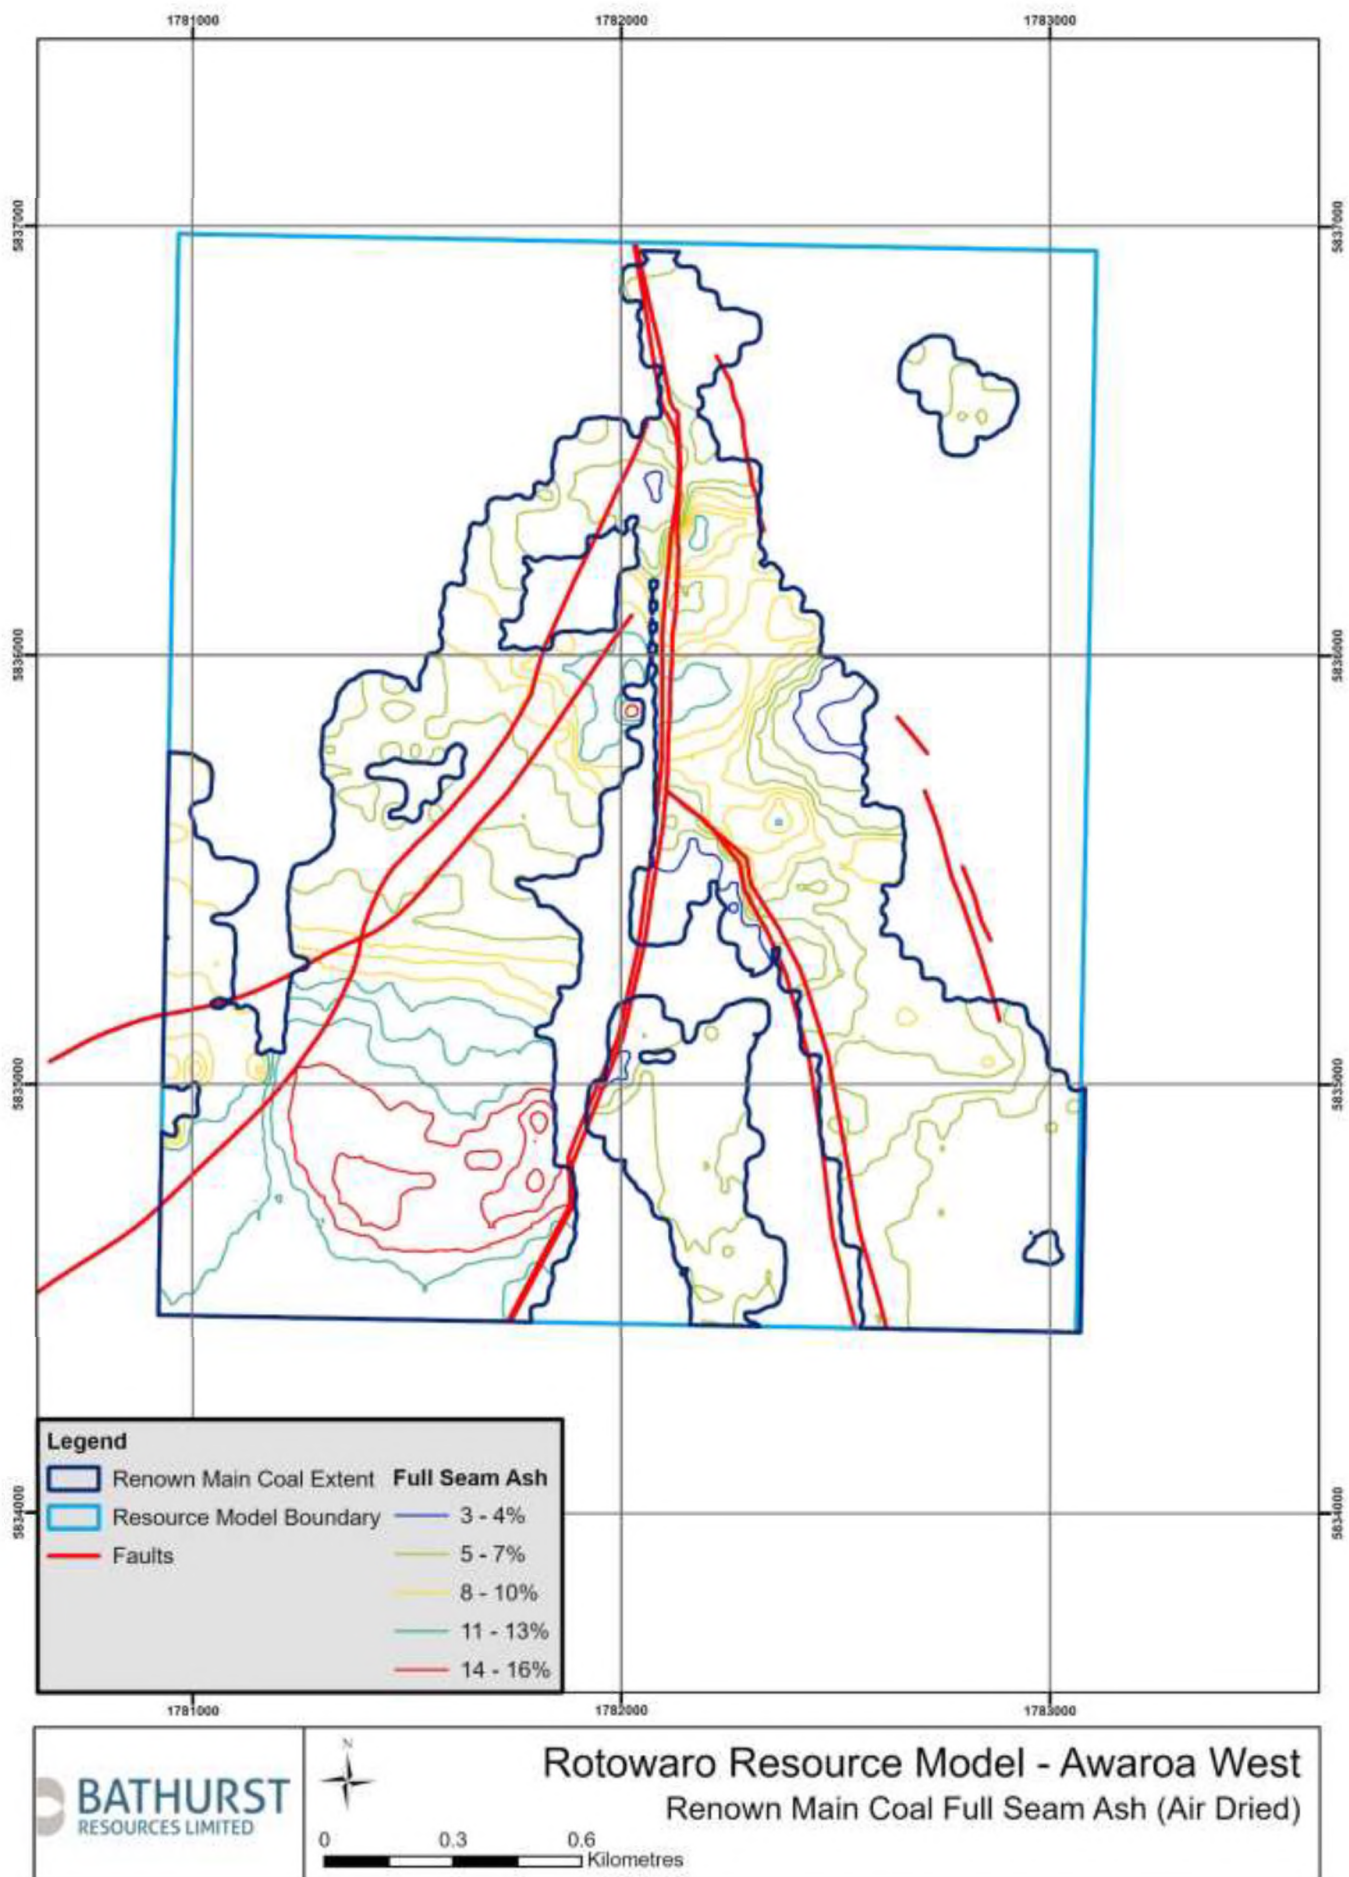 1781000
1782000
1783000
5837000
5837000
5836000
5836000
5835000
5835000
5834000
5834000
Legend
Renown Main Coal Extent
Resource Model Boundary
Faults
Full Seam Ash
3 - 4%
5 - 7%
8 - 10%
11 - 13%
14 - 16%
1781000
1782000
1783000
BATHURST
RESOURCES LIMITED
N
0 0.3 0.6
Kilometres
Rotowaro Resource Model - Awaroa West
Renown Main Coal Full Seam Ash (Air Dried)